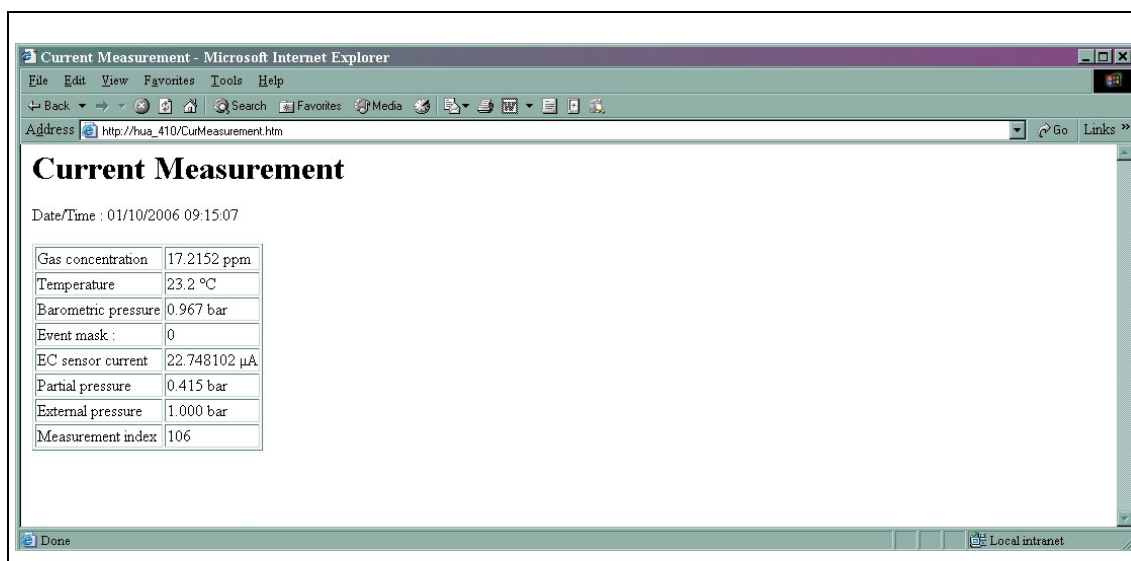 Current Measurement - Microsoft Internet Explorer
File Edit View Favorites Tools Help
Back Search Favorites Media
Address http://hua_410/CurMeasurement.htm Go Links »
Current Measurement
Date/Time : 01/10/2006 09:15:07
Gas concentration 17.2152 ppm
Temperature 23.2 °C
Barometric pressure 0.967 bar
Event mask : 0
EC sensor current 22.748102 µA
Partial pressure 0.415 bar
External pressure 1.000 bar
Measurement index 106
Done Local intranet